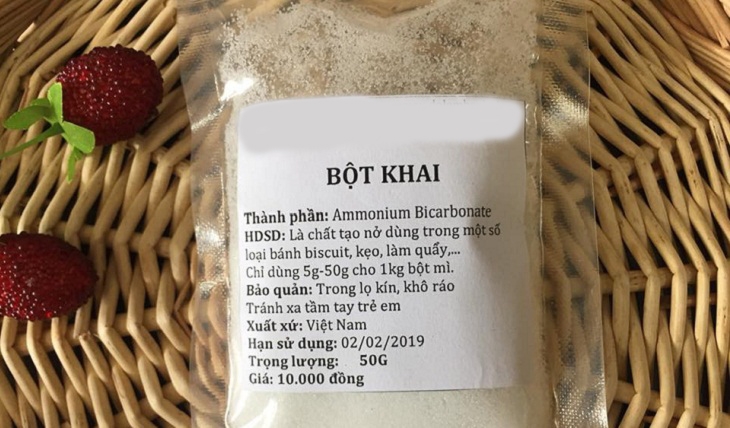 BỘT KHAI
Thành phần: Ammonium Bicarbonate
HDSD: Là chất tạo nở dùng trong một số
loại bánh biscuit, kẹo, làm quẩy,...
Chỉ dùng 5g-50g cho 1kg bột mì.
Bảo quản: Trong lọ kín, khô ráo
Tránh xa tầm tay trẻ em
Xuất xứ: Việt Nam
Hạn sử dụng: 02/02/2019
Trọng lượng: 50G
Giá: 10.000 đồng